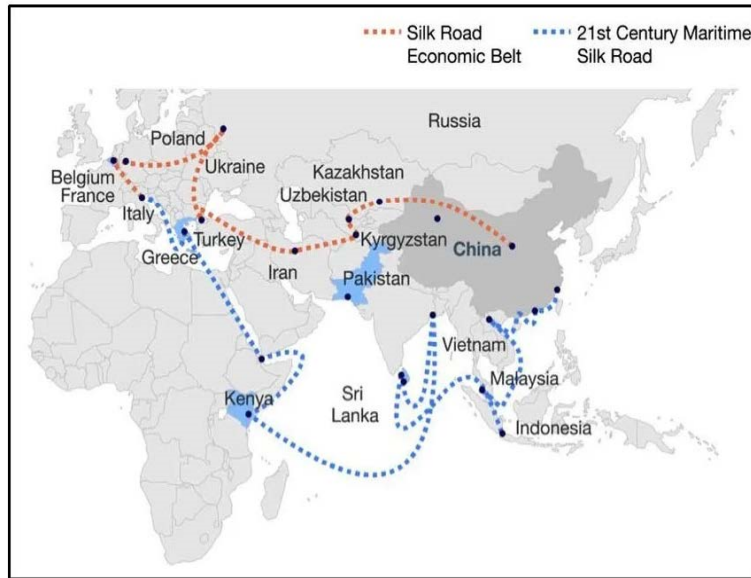 Silk Road
Economic Belt
21st Century Maritime
Silk Road
Russia
Poland
Ukraine
Kazakhstan
Uzbekistan
Belgium
France
Italy
Turkey
Greece
Kyrgyzstan
China
Iran
Pakistan
Vietnam
Malaysia
Sri
Lanka
Kenya
Indonesia